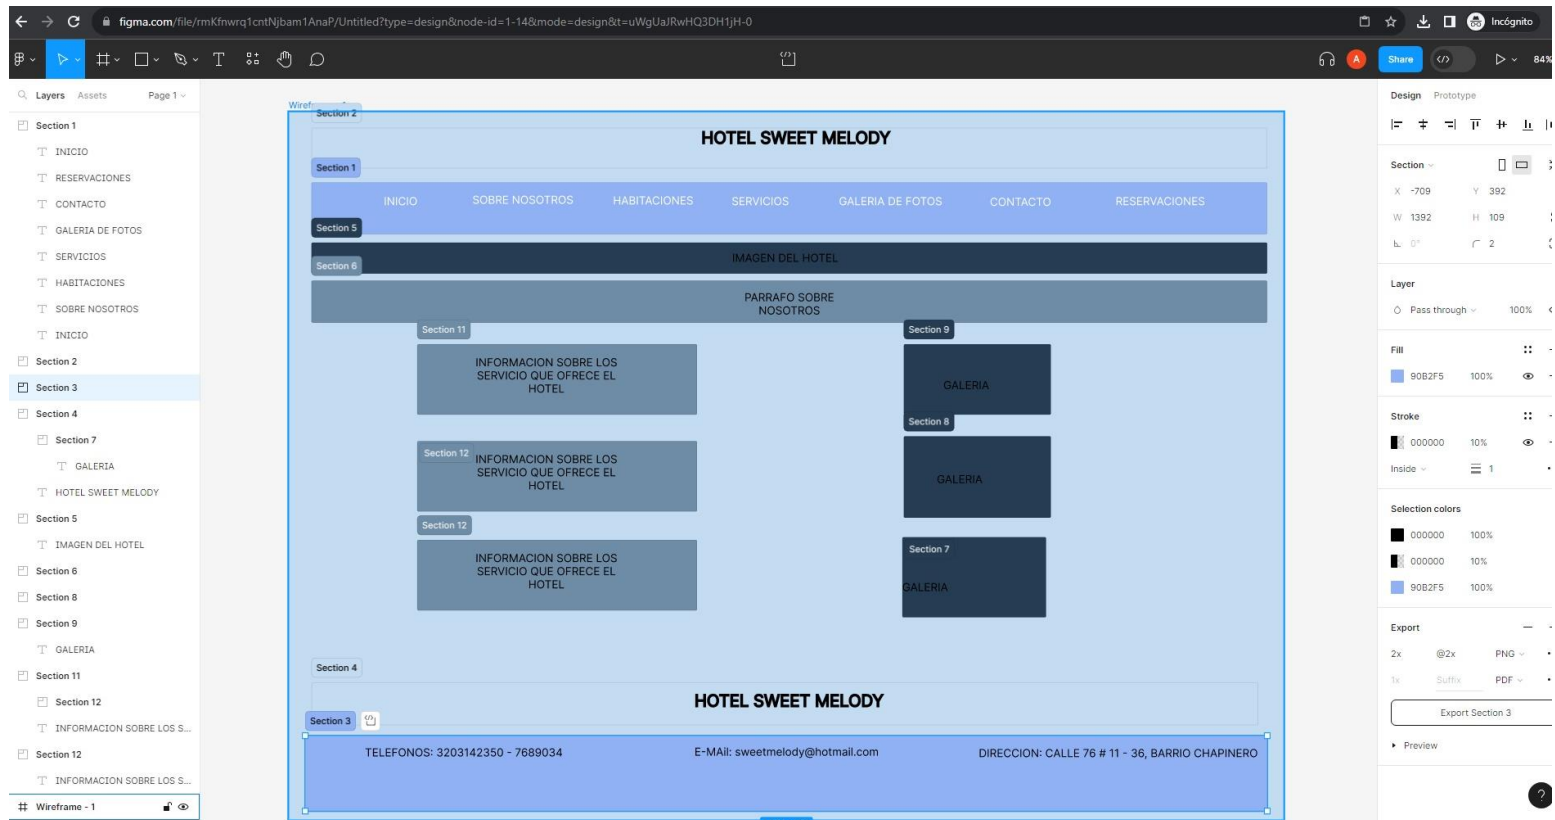 figma.com/file/rmKfnwrq1cntNjbam1AnaP/Untitled?type=design&node-id=1-14&mode=design&t=uWgUaJRwHQ3DH1jH-0
Incógnito
A
Share
84%
Layers Assets Page 1
Section 1
INICIO
RESERVACIONES
CONTACTO
GALERIA DE FOTOS
SERVICIOS
HABITACIONES
SOBRE NOSOTROS
INICIO
Section 2
Section 3
Section 4
Section 7
GALERIA
HOTEL SWEET MELODY
Section 5
IMAGEN DEL HOTEL
Section 6
Section 8
Section 9
GALERIA
Section 11
Section 12
INFORMACION SOBRE LOS S...
Section 12
INFORMACION SOBRE LOS S...
Wireframe - 1
Section 2
HOTEL SWEET MELODY
Section 1
INICIO SOBRE NOSOTROS HABITACIONES SERVICIOS GALERIA DE FOTOS CONTACTO RESERVACIONES
Section 5
IMAGEN DEL HOTEL
Section 6
PARRAFO SOBRE
NOSOTROS
Section 11
INFORMACION SOBRE LOS
SERVICIO QUE OFRECE EL
HOTEL
Section 9
GALERIA
Section 12
INFORMACION SOBRE LOS
SERVICIO QUE OFRECE EL
HOTEL
Section 8
GALERIA
Section 12
INFORMACION SOBRE LOS
SERVICIO QUE OFRECE EL
HOTEL
Section 7
GALERIA
Section 4
HOTEL SWEET MELODY
Section 3
TELEFONOS: 3203142350 - 7689034 E-MAil: sweetmelody@hotmail.com DIRECCION: CALLE 76 # 11 - 36, BARRIO CHAPINERO
Design Prototype
Section
X -709 Y 392
W 1392 H 109
0° 2
Layer
Pass through 100%
Fill
90B2F5 100%
Stroke
000000 10%
Inside 1
Selection colors
000000 100%
000000 10%
90B2F5 100%
Export
2x @2x PNG
1x Suffix PDF
Export Section 3
Preview
?